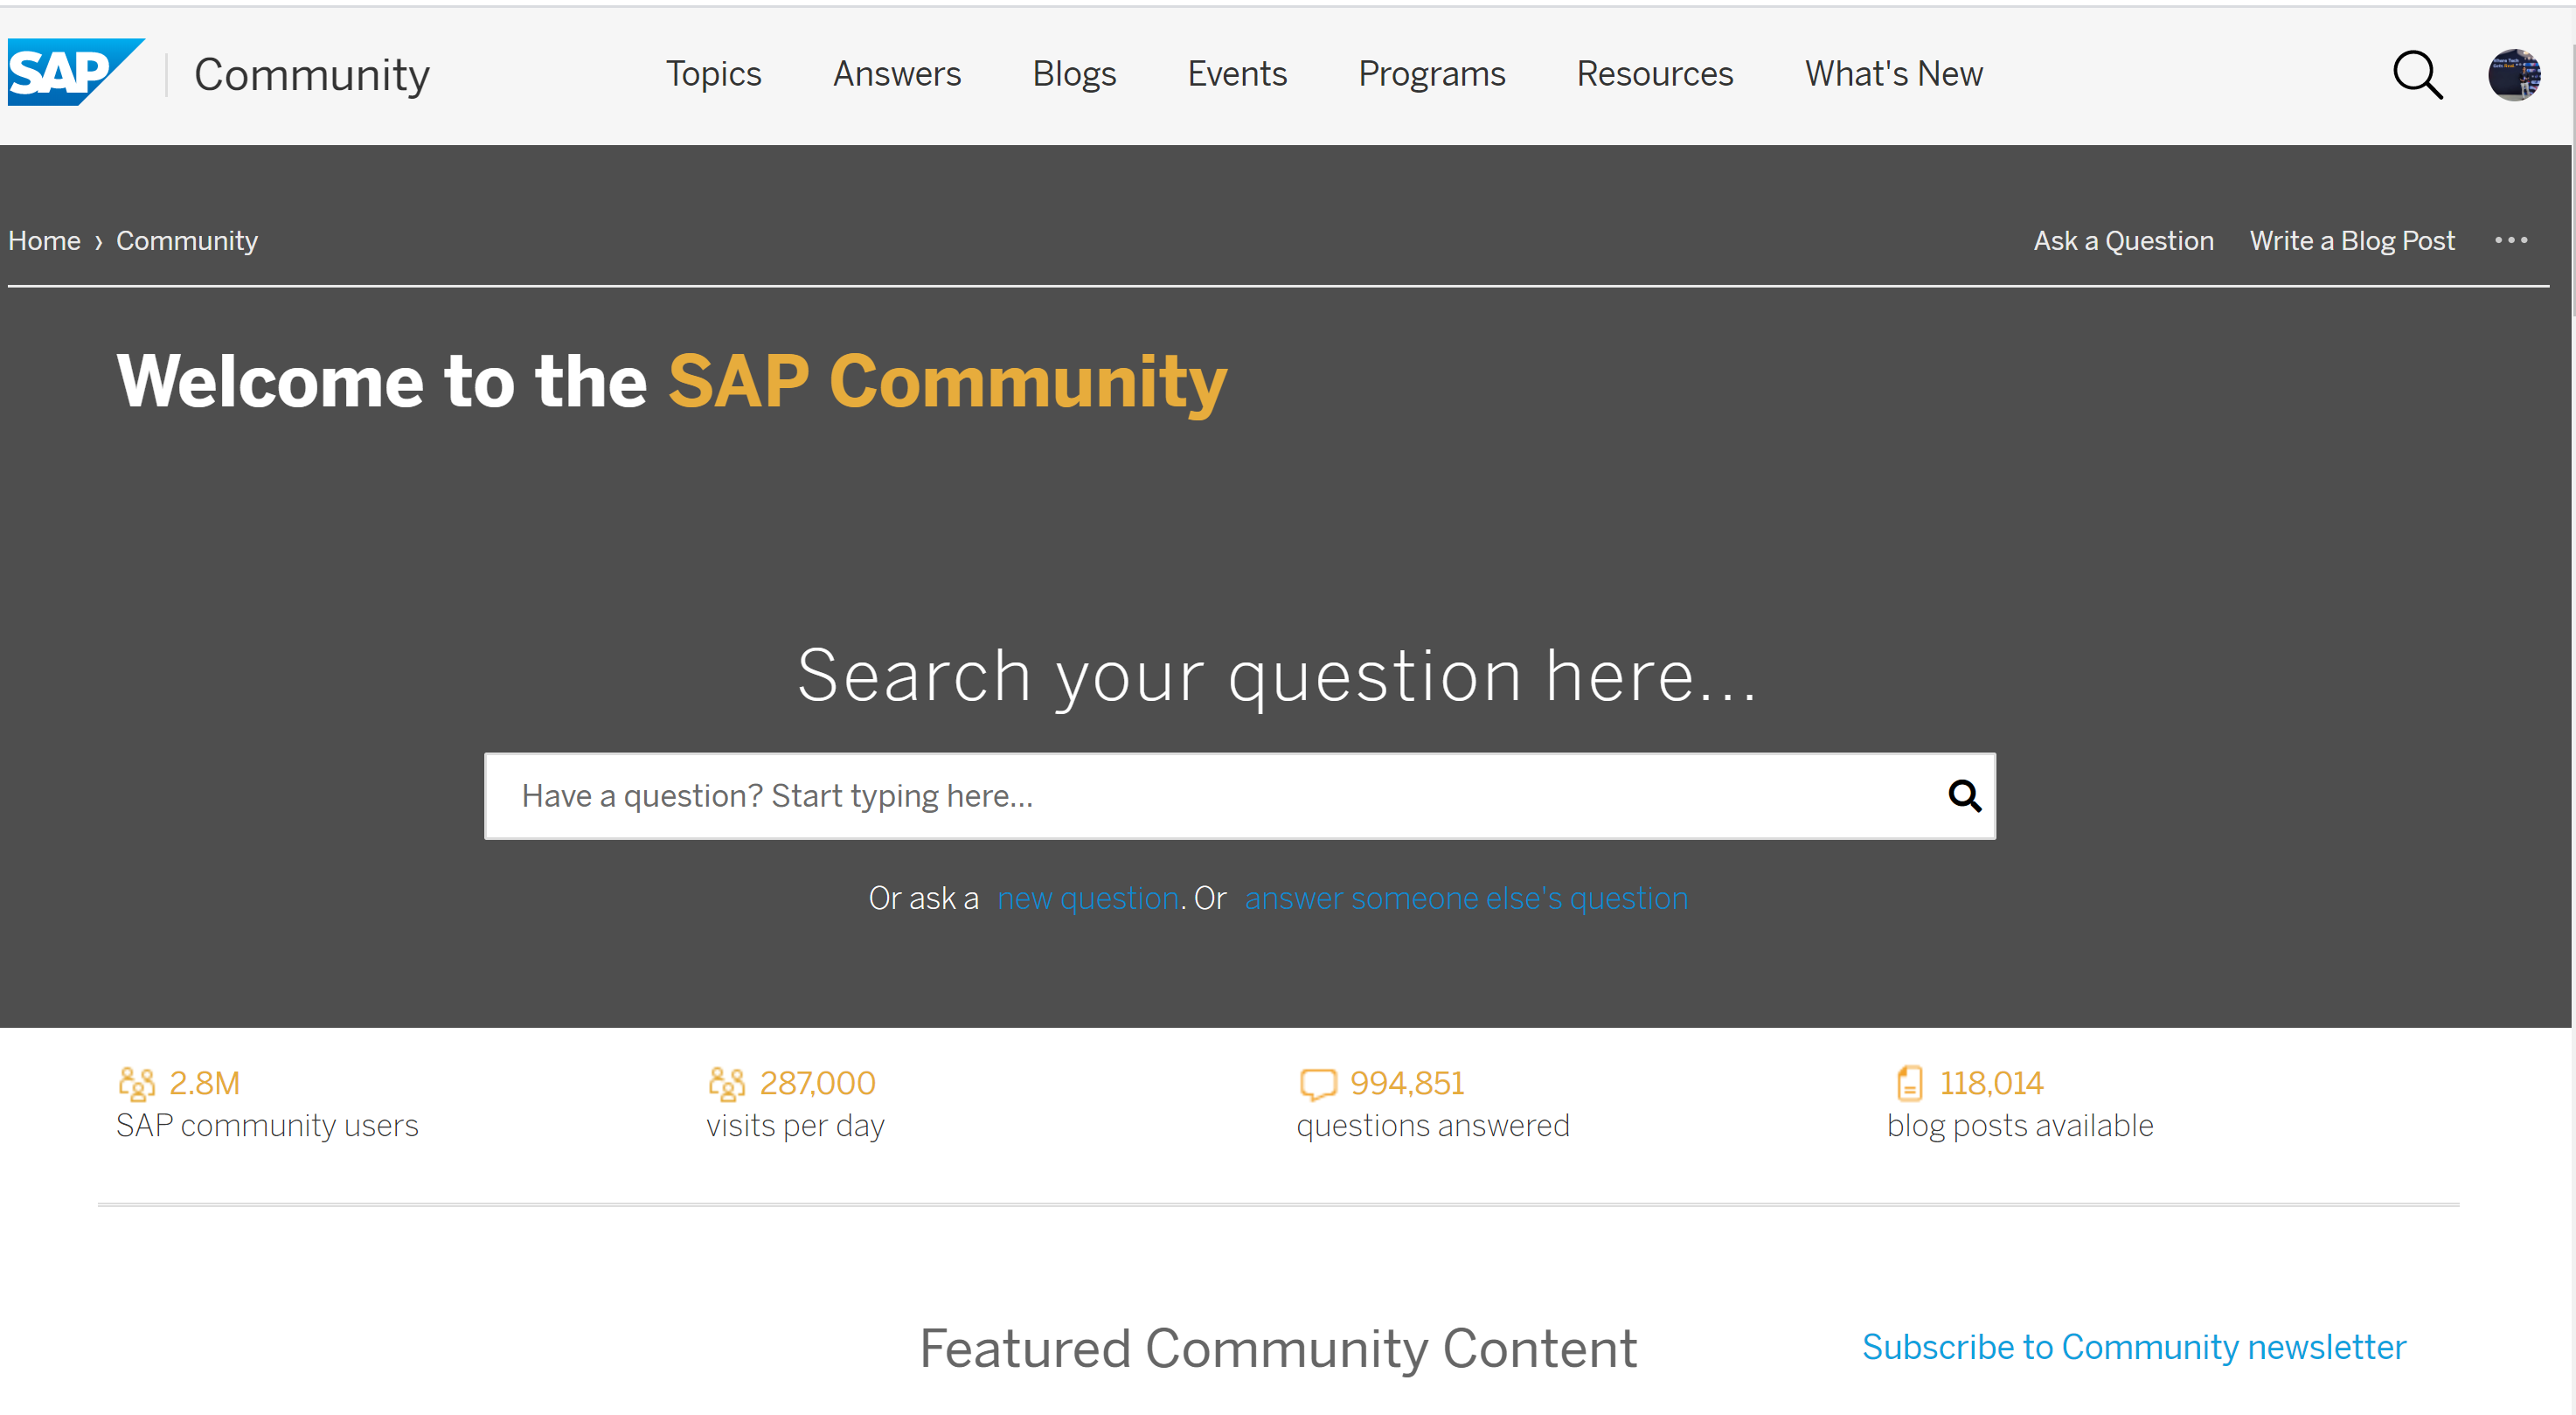 SAP Community Topics Answers Blogs Events Programs Resources What's New
Home › Community Ask a Question Write a Blog Post ...
Welcome to the SAP Community
Search your question here...
Have a question? Start typing here...
Or ask a new question. Or answer someone else's question
2.8M 287,000 994,851 118,014
SAP community users visits per day questions answered blog posts available
Featured Community Content Subscribe to Community newsletter